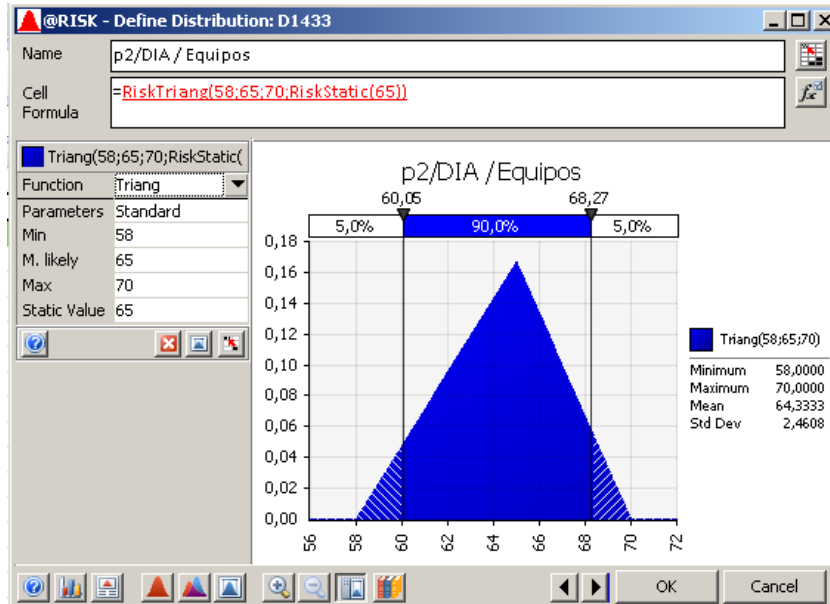 @RISK - Define Distribution: D1433
Name
p2/DIA / Equipos
Cell
Formula
=RiskTriang(58;65;70;RiskStatic(65))
Triang(58;65;70;RiskStatic(
Function Triang
Parameters Standard
Min 58
M. likely 65
Max 70
Static Value 65
p2/DIA / Equipos
60,05 68,27
5,0% 90,0% 5,0%
0,18
0,16
0,14
0,12
0,10
0,08
0,06
0,04
0,02
0,00
56 58 60 62 64 66 68 70 72
Triang(58;65;70)
Minimum 58,0000
Maximum 70,0000
Mean 64,3333
Std Dev 2,4608
OK Cancel